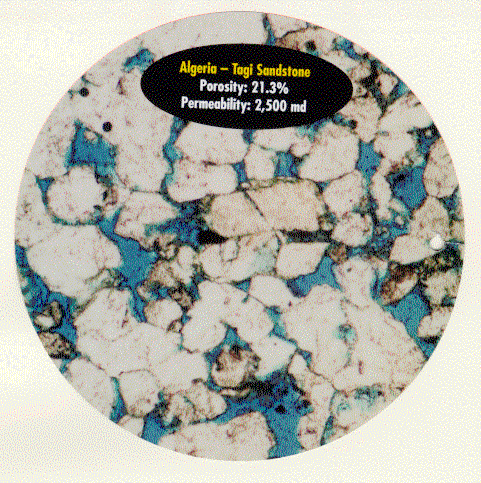 Algeria – Tagi Sandstone
Porosity: 21.3%
Permeability: 2,500 md